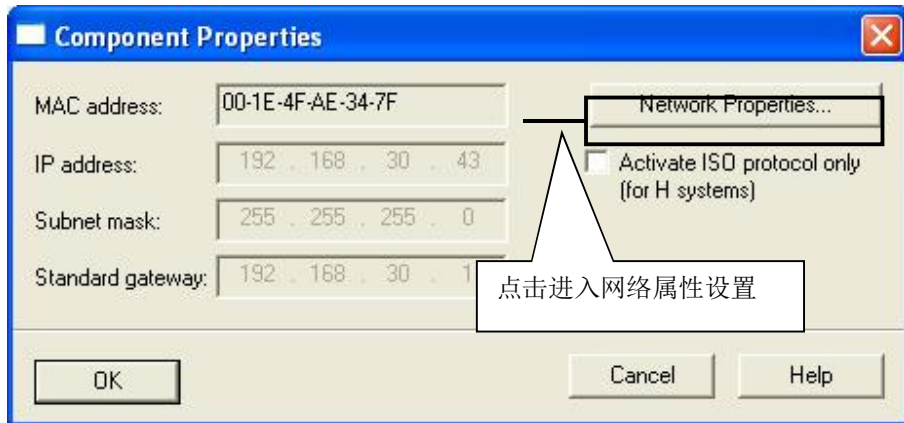 Component Properties
MAC address:
00-1E-4F-AE-34-7F
Network Properties...
IP address:
192 . 168 . 30 . 43
Activate ISO protocol only
(for H systems)
Subnet mask:
255 . 255 . 255 . 0
Standard gateway:
192 . 168 . 30 . 1
点击进入网络属性设置
OK
Cancel
Help